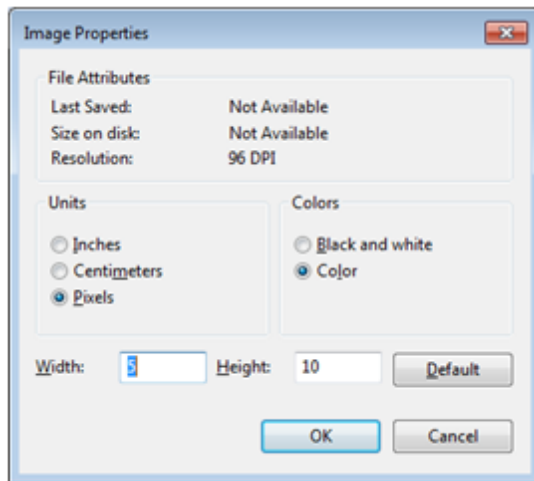 Image Properties
File Attributes
Last Saved: Not Available
Size on disk: Not Available
Resolution: 96 DPI
Units
Inches
Centimeters
Pixels
Colors
Black and white
Color
Width: 5 Height: 10 Default
OK Cancel